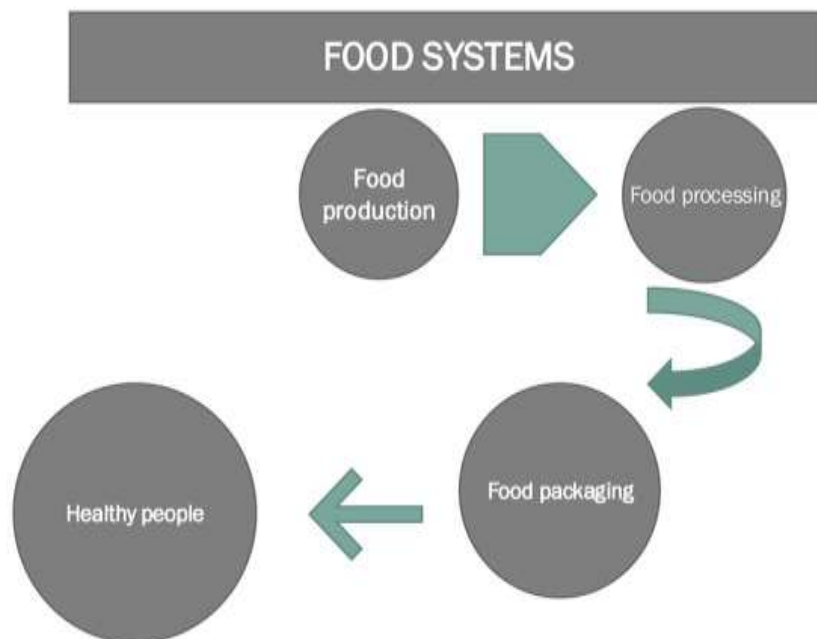 FOOD SYSTEMS
Food
production
Food processing
Food packaging
Healthy people